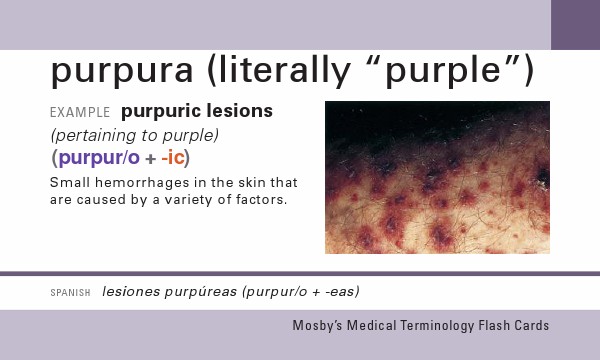 purpura (literally “purple”)
EXAMPLE purpuric lesions
(pertaining to purple)
(purpur/o + -ic)
Small hemorrhages in the skin that
are caused by a variety of factors.
SPANISH lesiones purpúreas (purpur/o + -eas)
Mosby’s Medical Terminology Flash Cards